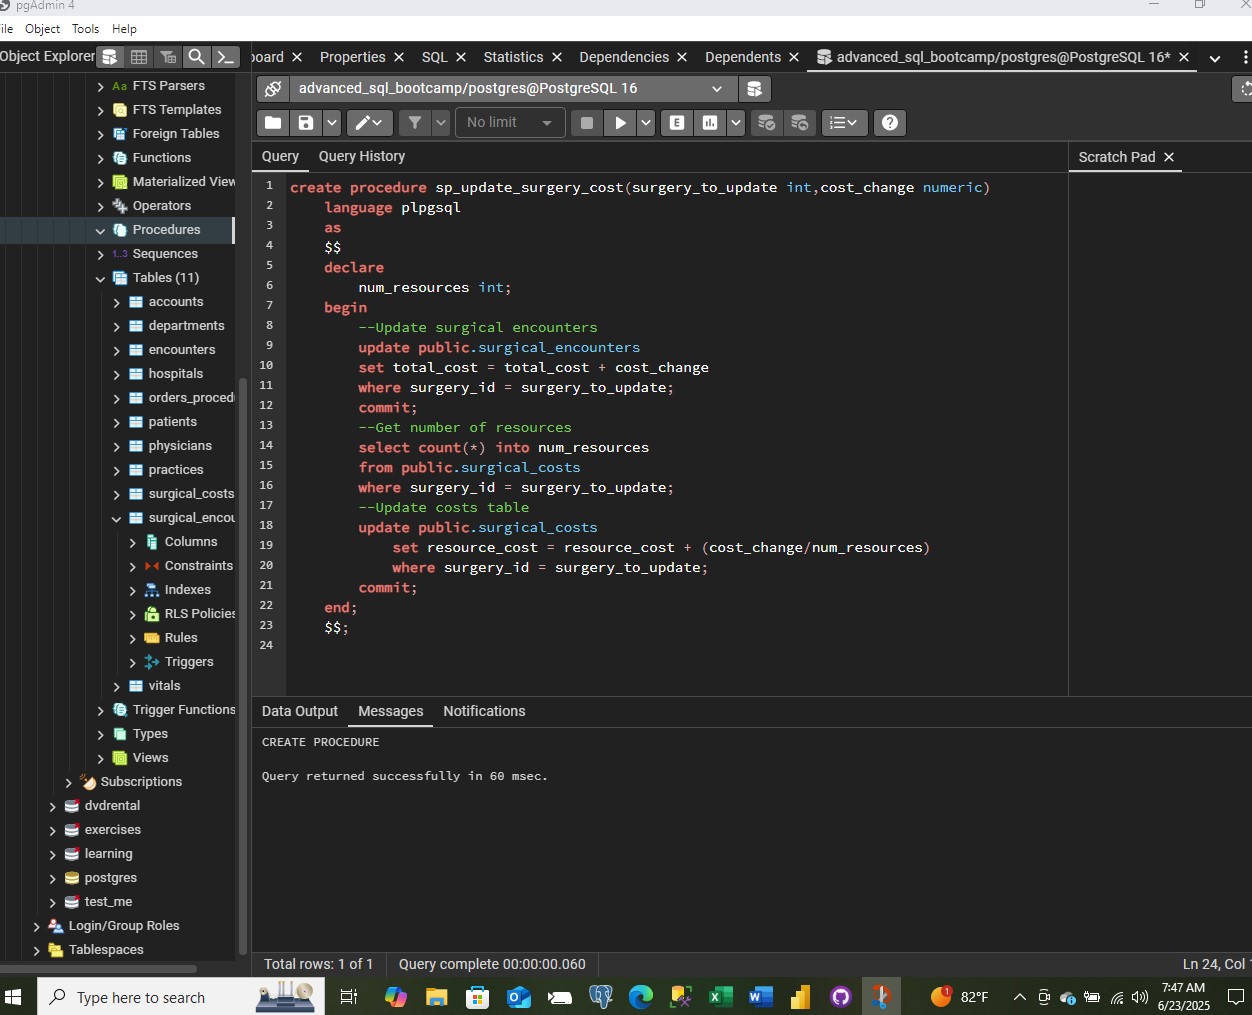 pgAdmin 4
ile Object Tools Help
Object Explorer
board Properties SQL Statistics Dependencies Dependents advanced_sql_bootcamp/postgres@PostgreSQL 16*
advanced_sql_bootcamp/postgres@PostgreSQL 16
No limit
E
Query Query History Scratch Pad
Aa FTS Parsers
FTS Templates
Foreign Tables
Functions
Materialized View
Operators
Procedures
1..3 Sequences
Tables (11)
accounts
departments
encounters
hospitals
orders_proced
patients
physicians
practices
surgical_costs
surgical_encou
Columns
Constraints
Indexes
RLS Policies
Rules
Triggers
vitals
Trigger Functions
Types
Views
Subscriptions
dvdrental
exercises
learning
postgres
test_me
Login/Group Roles
Tablespaces
1 create procedure sp_update_surgery_cost(surgery_to_update int,cost_change numeric)
2 language plpgsql
3 as
4 $$
5 declare
6 num_resources int;
7 begin
8 --Update surgical encounters
9 update public.surgical_encounters
10 set total_cost = total_cost + cost_change
11 where surgery_id = surgery_to_update;
12 commit;
13 --Get number of resources
14 select count(*) into num_resources
15 from public.surgical_costs
16 where surgery_id = surgery_to_update;
17 --Update costs table
18 update public.surgical_costs
19 set resource_cost = resource_cost + (cost_change/num_resources)
20 where surgery_id = surgery_to_update;
21 commit;
22 end;
23 $$;
24
Data Output Messages Notifications
CREATE PROCEDURE
Query returned successfully in 60 msec.
Total rows: 1 of 1 Query complete 00:00:00.060 Ln 24, Col 1
Type here to search
1 82°F
7:47 AM
6/23/2025